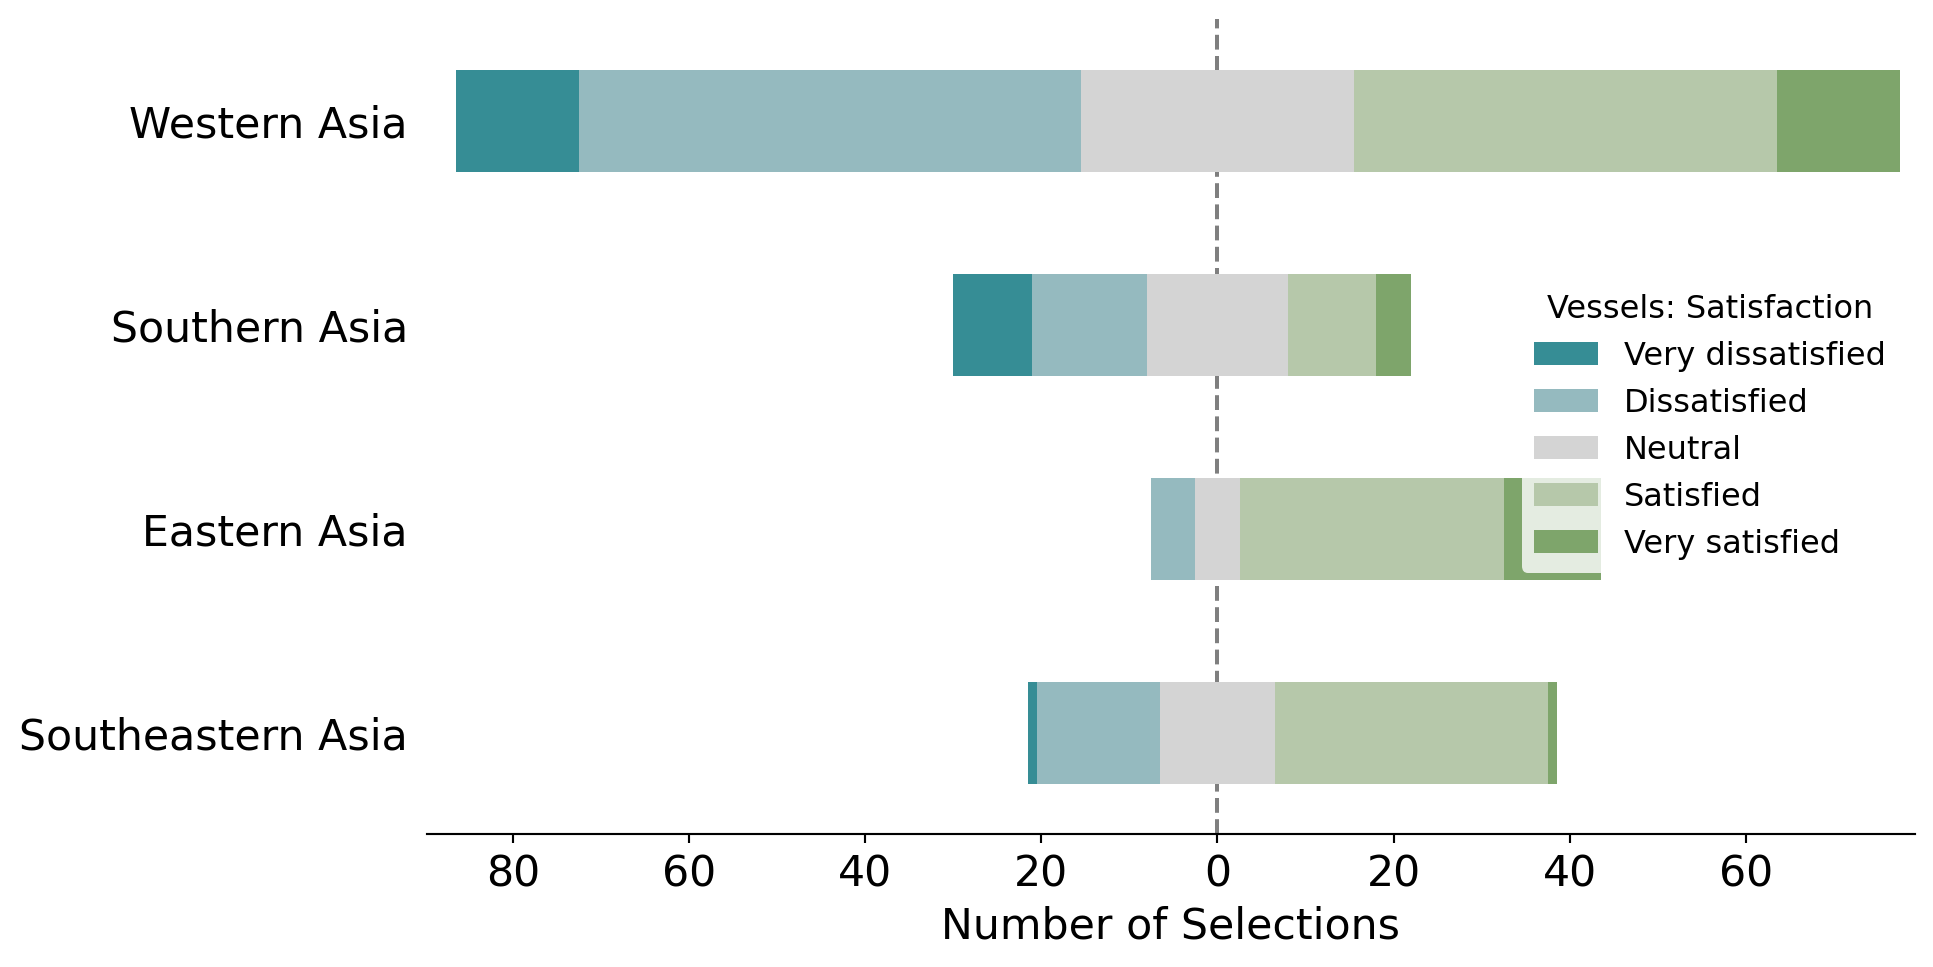 Western Asia
Southern Asia
Eastern Asia
Southeastern Asia
Vessels: Satisfaction
Very dissatisfied
Dissatisfied
Neutral
Satisfied
Very satisfied
80 60 40 20 0 20 40 60
Number of Selections